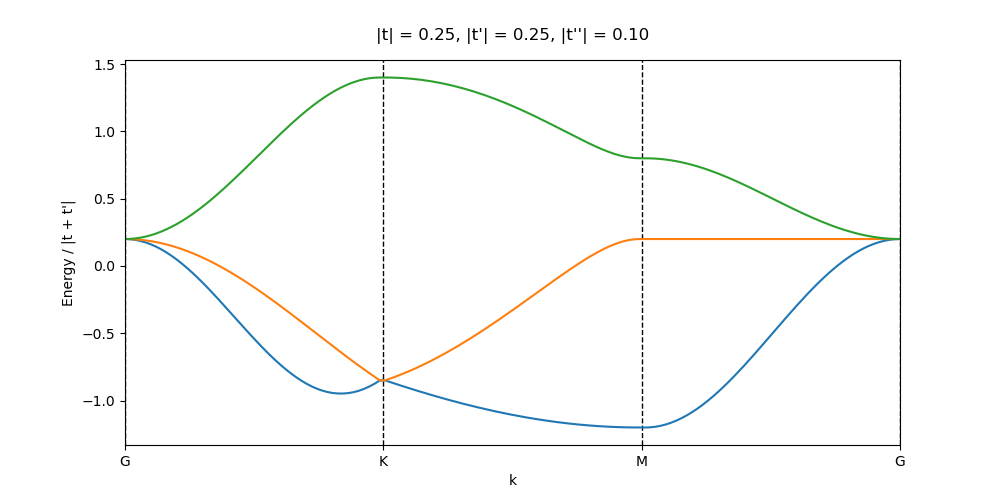 |t| = 0.25, |t'| = 0.25, |t''| = 0.10
Energy / |t + t'|
1.5
1.0
0.5
0.0
−0.5
−1.0
G K M G
k